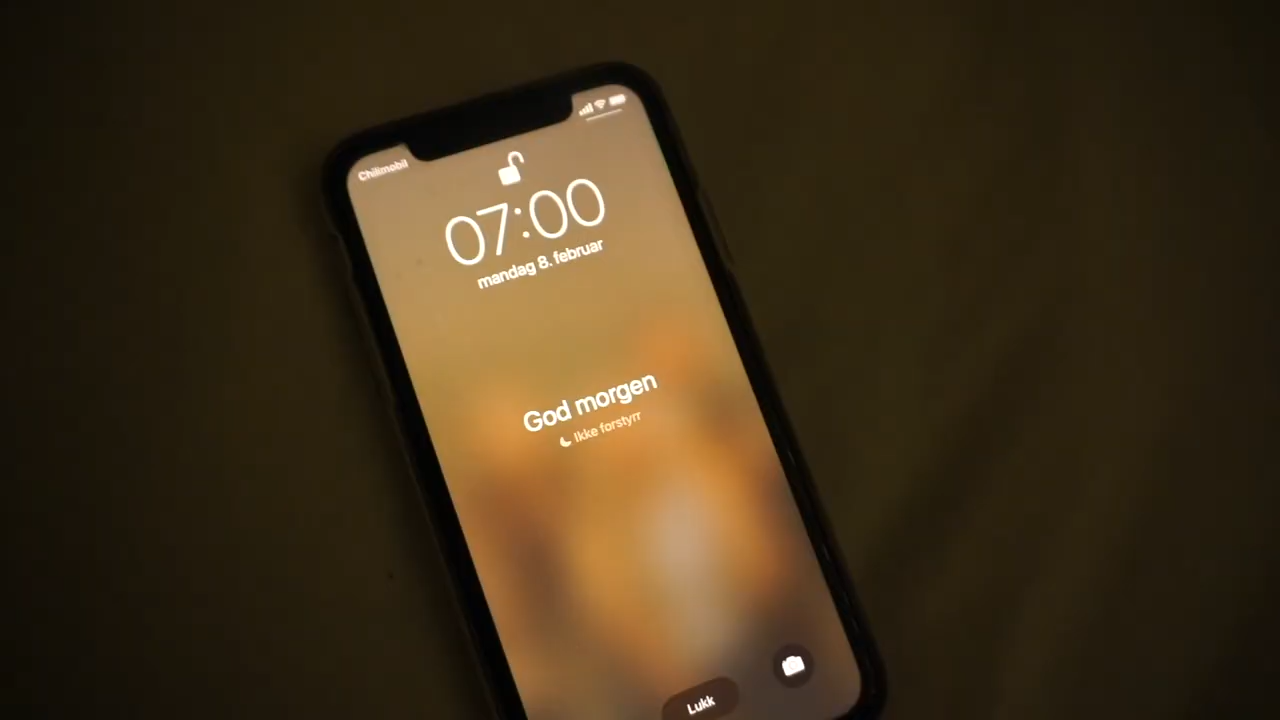 Chilimobil
07:00
mandag 8. februar
God morgen
Ikke forstyrr
Lukk